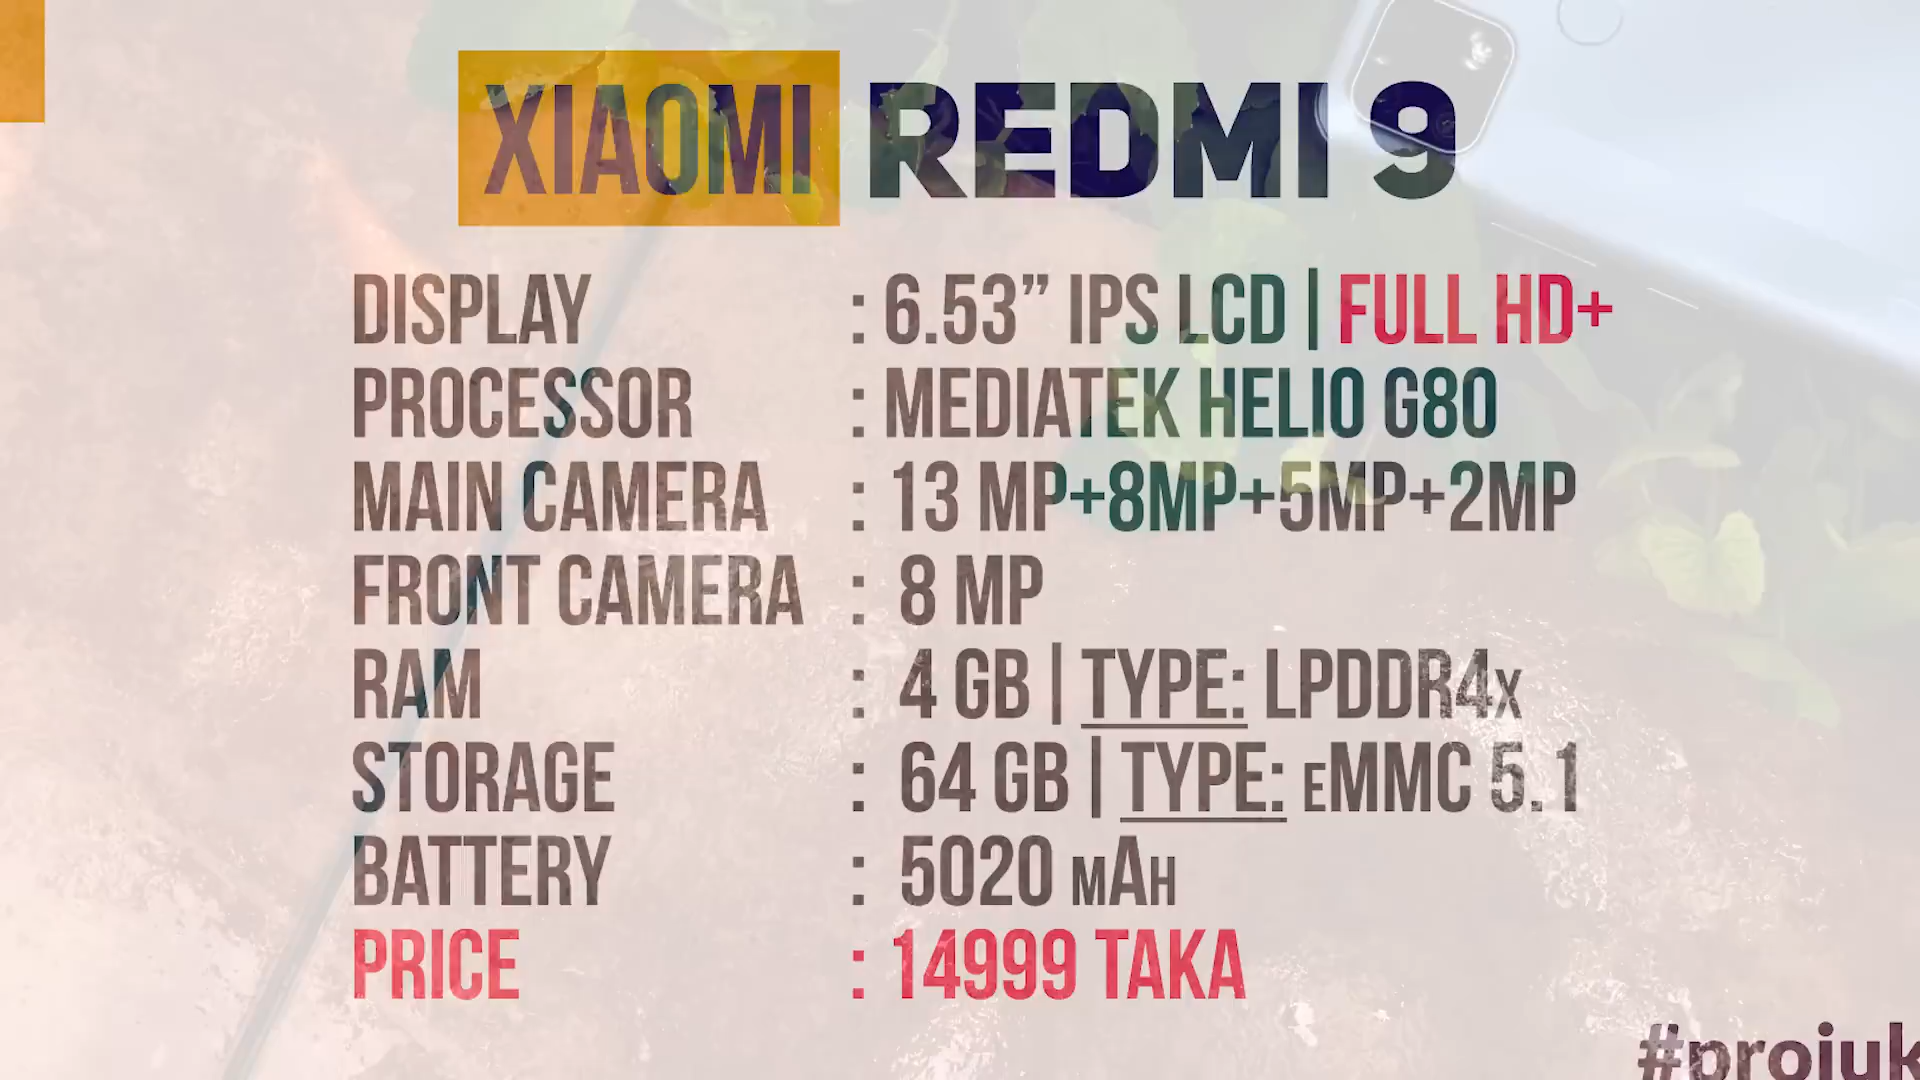 XIAOMI REDMI 9
DISPLAY : 6.53” IPS LCD | FULL HD+
PROCESSOR : MEDIATEK HELIO G80
MAIN CAMERA : 13 MP+8MP+5MP+2MP
FRONT CAMERA : 8 MP
RAM : 4 GB | TYPE: LPDDR4x
STORAGE : 64 GB | TYPE: eMMC 5.1
BATTERY : 5020 mAh
PRICE : 14999 TAKA